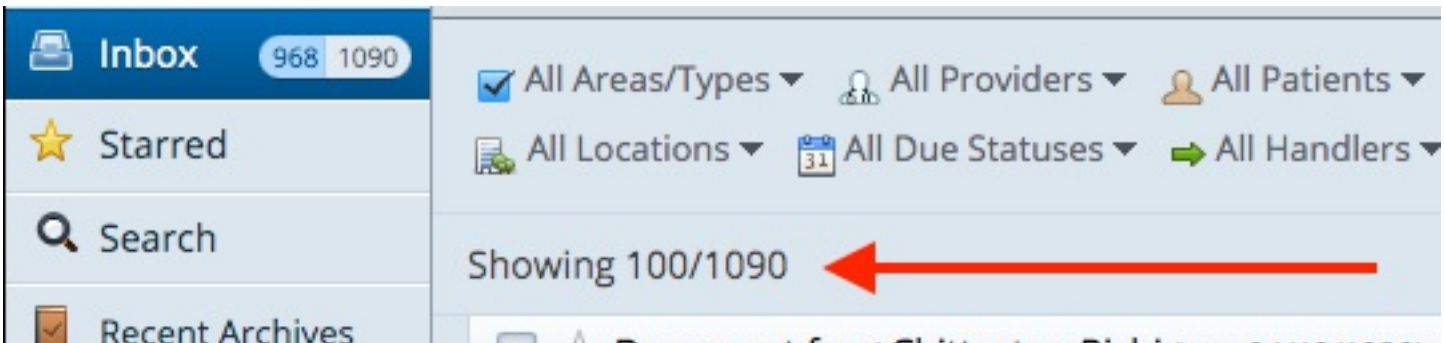 Inbox 968 1090
All Areas/Types All Providers All Patients
Starred
All Locations 31 All Due Statuses All Handlers
Search
Showing 100/1090
Recent Archives